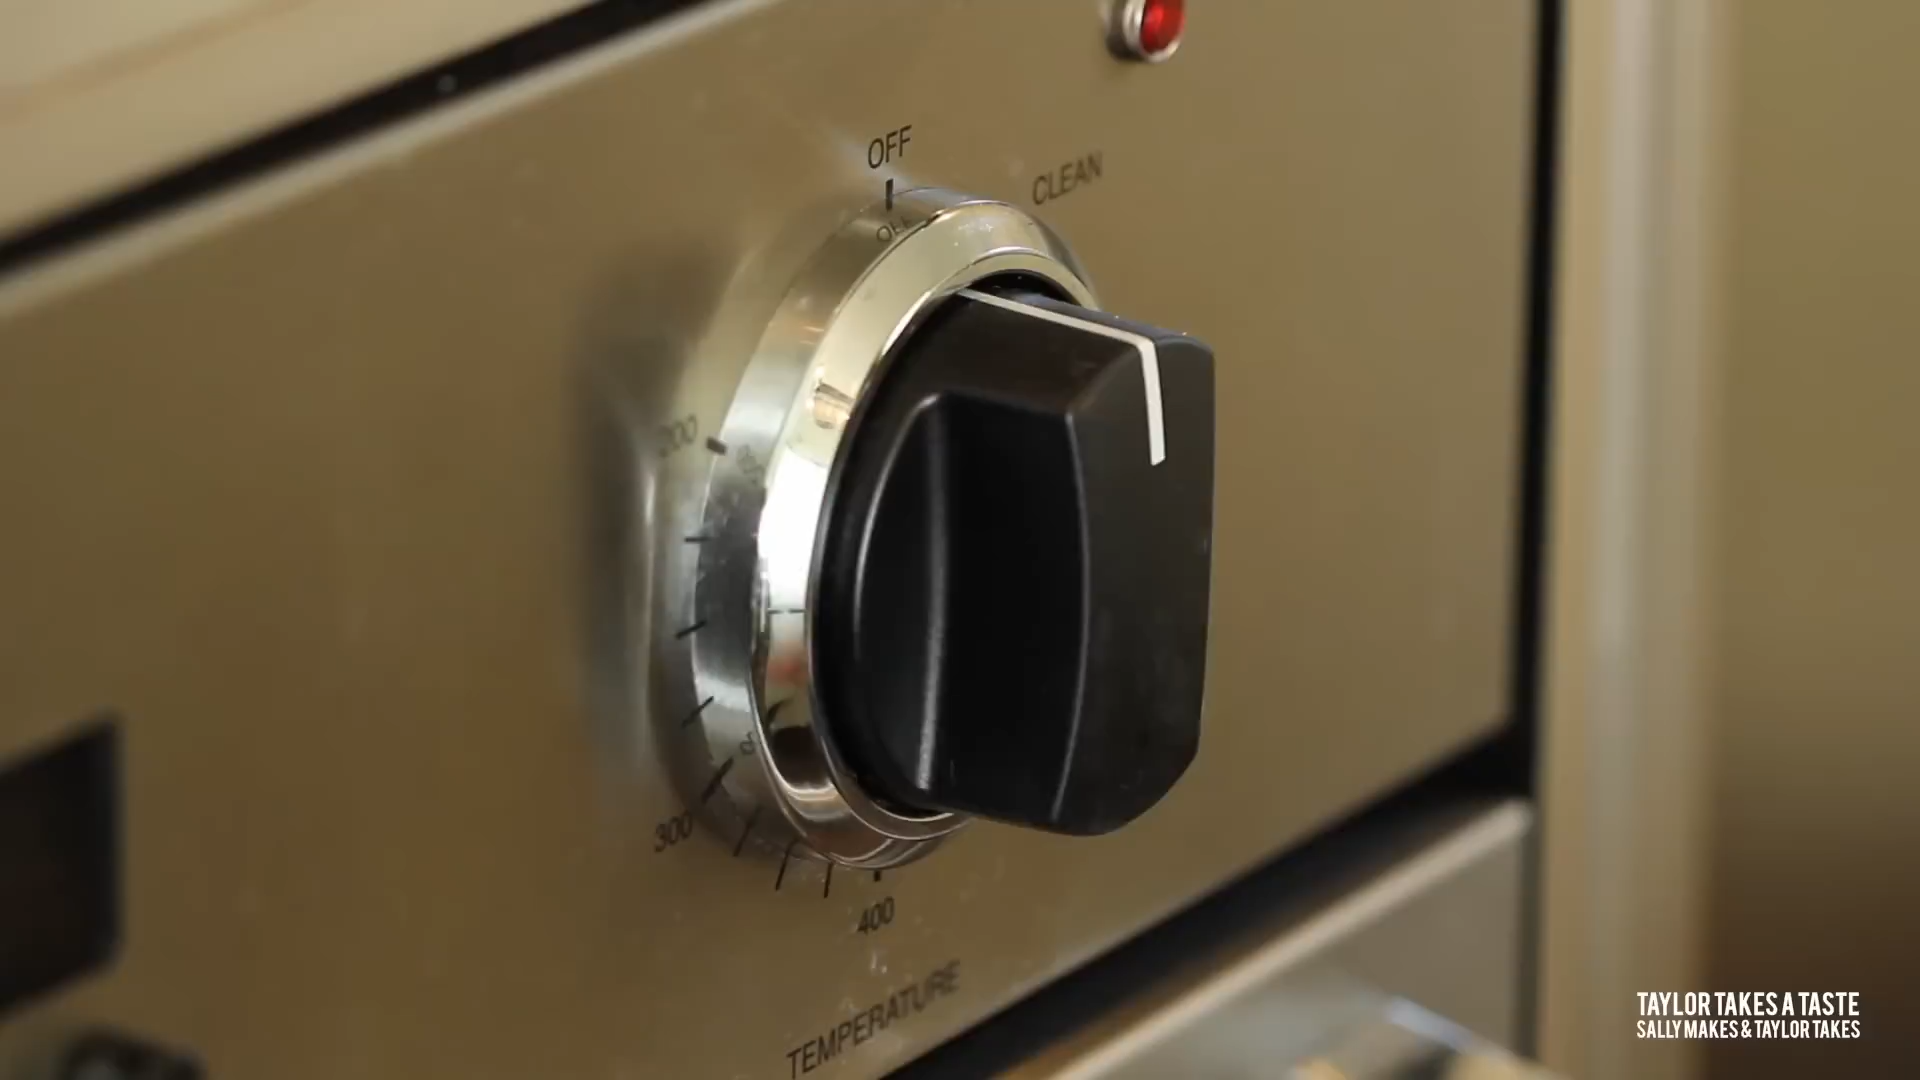 OFF
CLEAN
200
300
400
TEMPERATURE
TAYLOR TAKES A TASTE
SALLY MAKES & TAYLOR TAKES